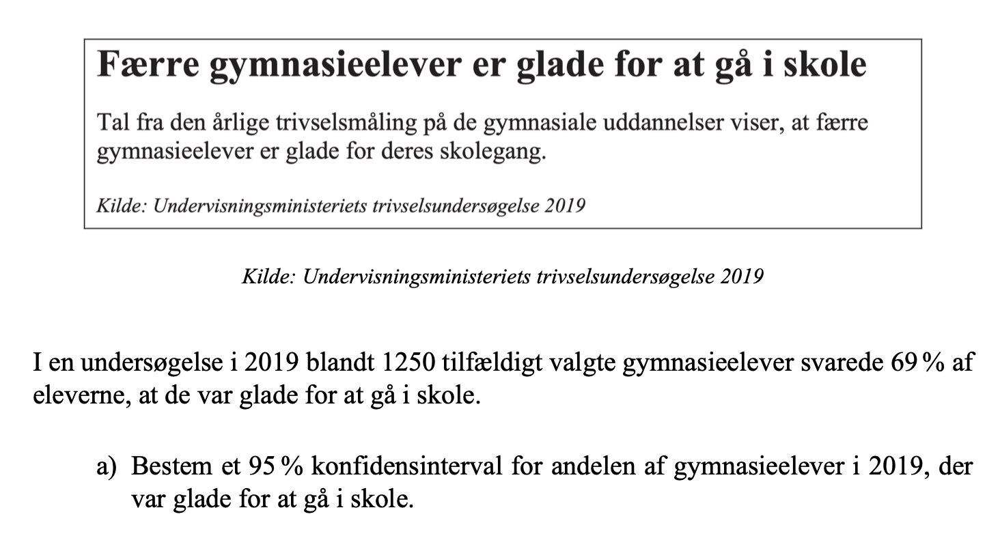 Færre gymnasieelever er glade for at gå i skole
Tal fra den årlige trivselsmåling på de gymnasiale uddannelser viser, at færre
gymnasieelever er glade for deres skolegang.
Kilde: Undervisningsministeriets trivselsundersøgelse 2019
Kilde: Undervisningsministeriets trivselsundersøgelse 2019
I en undersøgelse i 2019 blandt 1250 tilfældigt valgte gymnasieelever svarede 69 % af
eleverne, at de var glade for at gå i skole.
a) Bestem et 95 % konfidensinterval for andelen af gymnasieelever i 2019, der
var glade for at gå i skole.